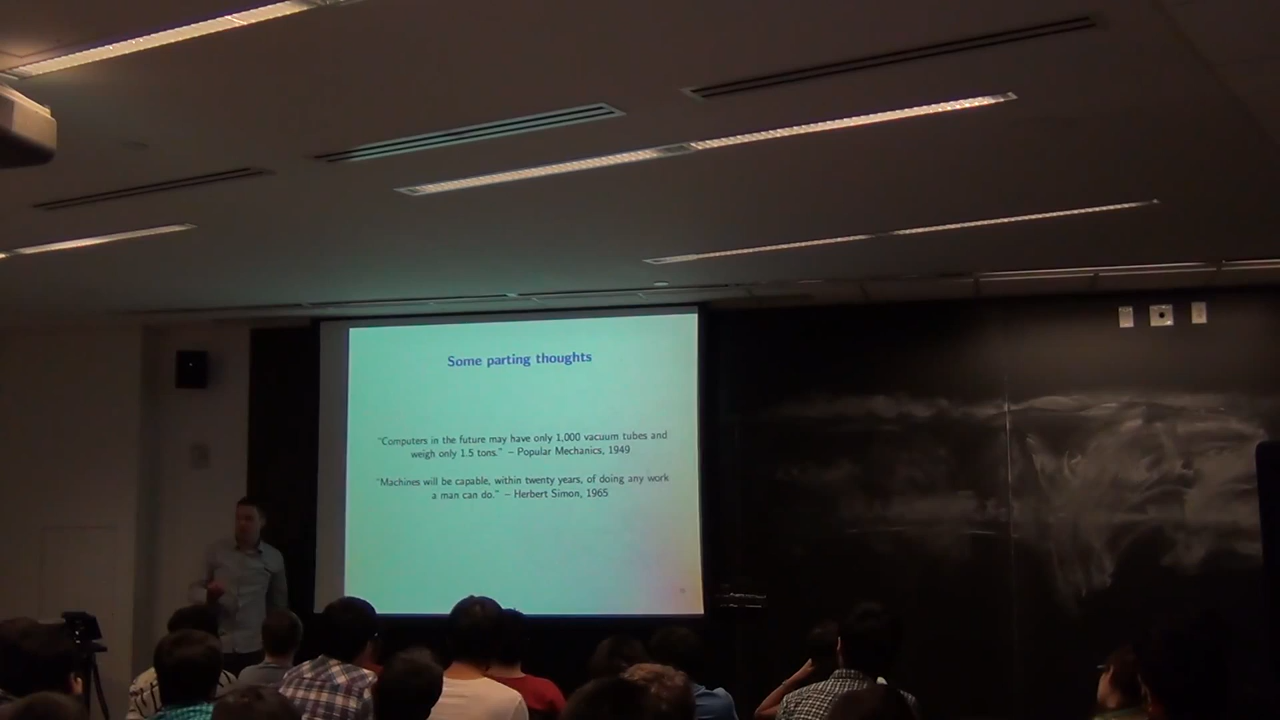 Some parting thoughts
"Computers in the future may have only 1,000 vacuum tubes and
weigh only 1.5 tons." – Popular Mechanics, 1949
"Machines will be capable, within twenty years, of doing any work
a man can do." – Herbert Simon, 1965